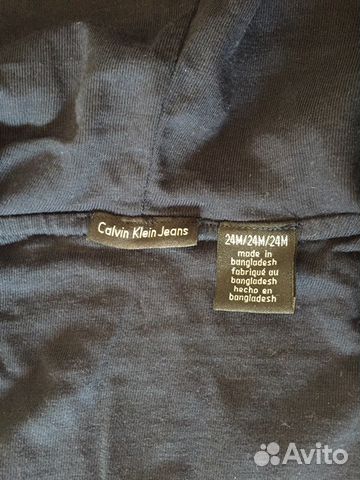 Calvin Klein Jeans
24M/24M/24M
made in
bangladesh
fabriqué au
bangladesh
hecho en
bangladesh
Avito